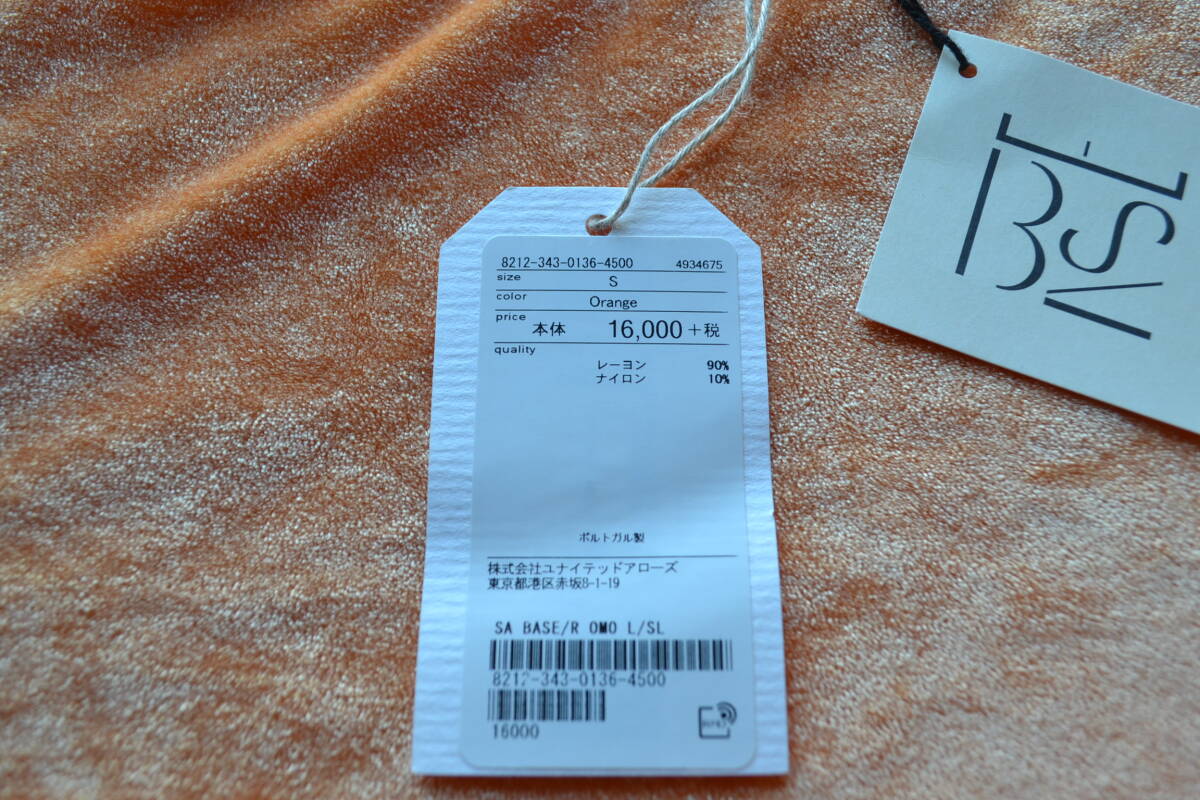 8212-343-0136-4500 4934675
size S
color Orange
price 本体 16,000+税
quality
レーヨン 90%
ナイロン 10%
ポルトガル製
株式会社ユナイテッドアローズ
東京都港区赤坂8-1-19
SA BASE/R OMO L/SL
8212-343-0136-4500
16000